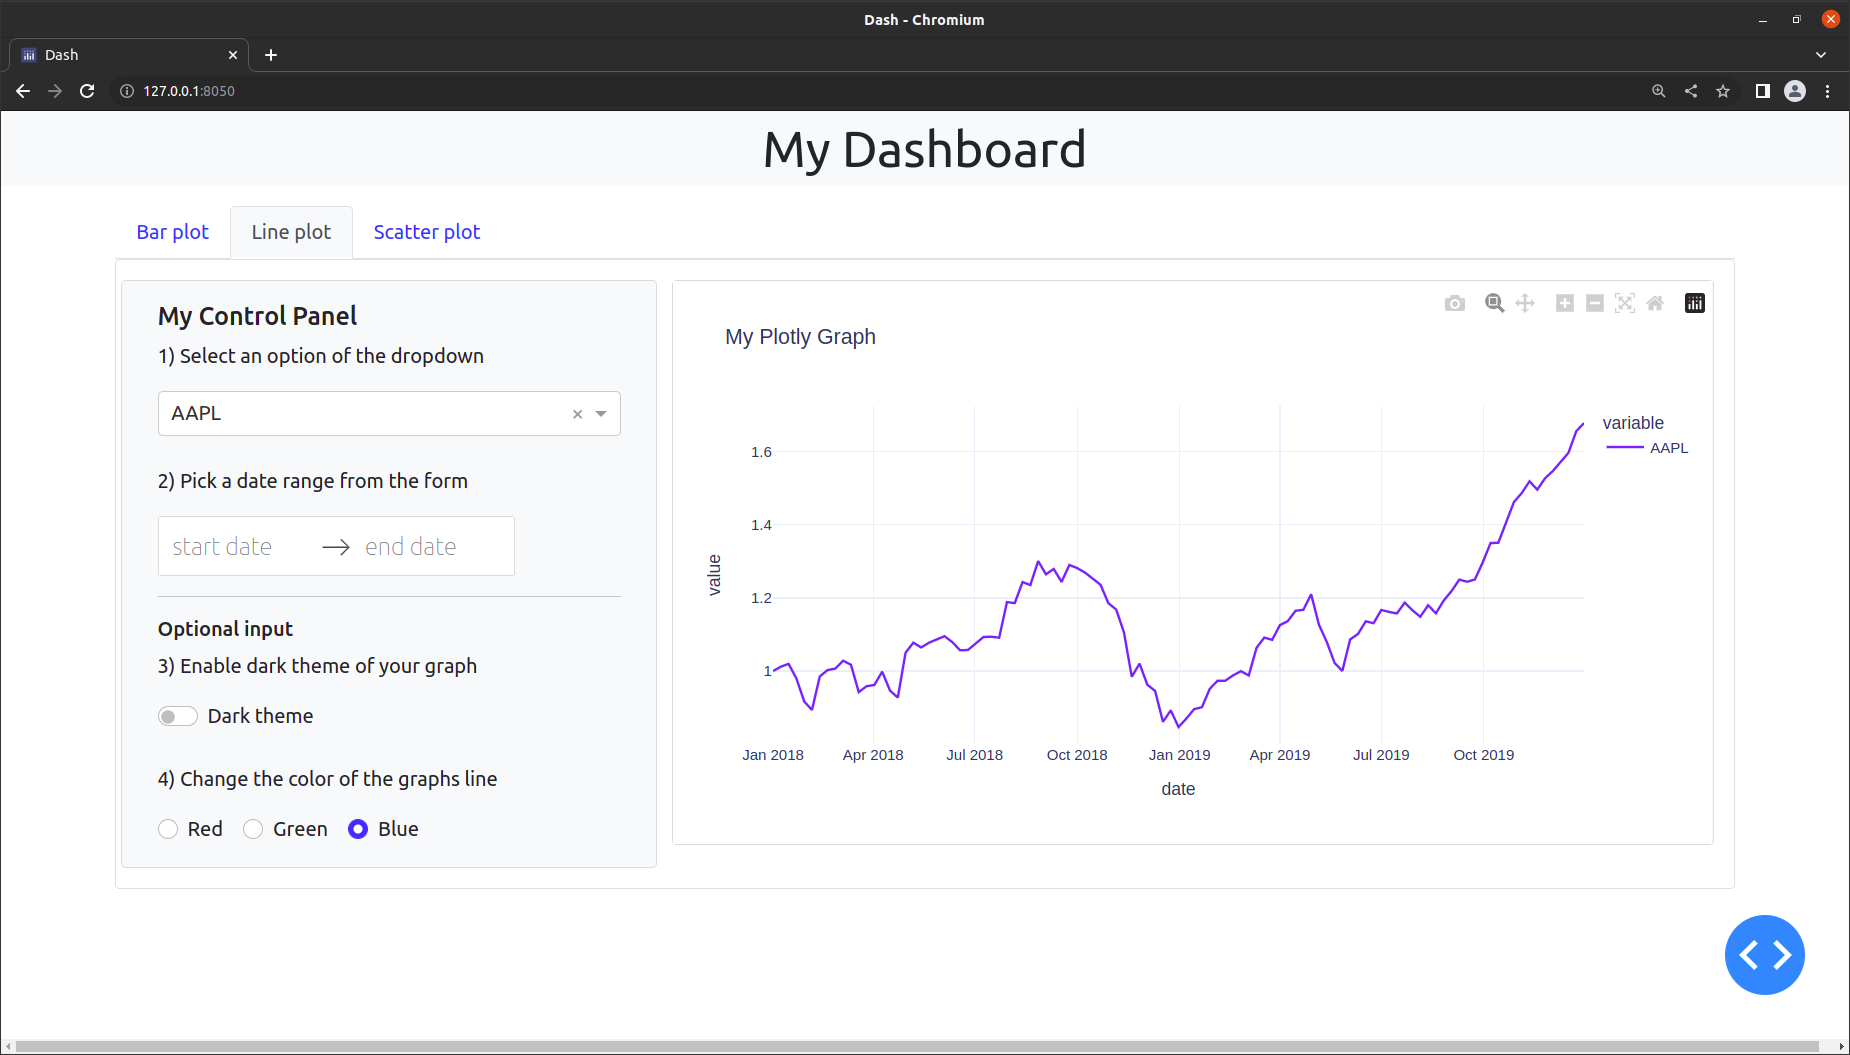 Dash - Chromium
Dash
127.0.0.1:8050
My Dashboard
Bar plot
Line plot
Scatter plot
My Control Panel
1) Select an option of the dropdown
AAPL
2) Pick a date range from the form
start date
end date
Optional input
3) Enable dark theme of your graph
Dark theme
4) Change the color of the graphs line
Red
Green
Blue
My Plotly Graph
variable
AAPL
value
1.6
1.4
1.2
1
Jan 2018
Apr 2018
Jul 2018
Oct 2018
Jan 2019
Apr 2019
Jul 2019
Oct 2019
date